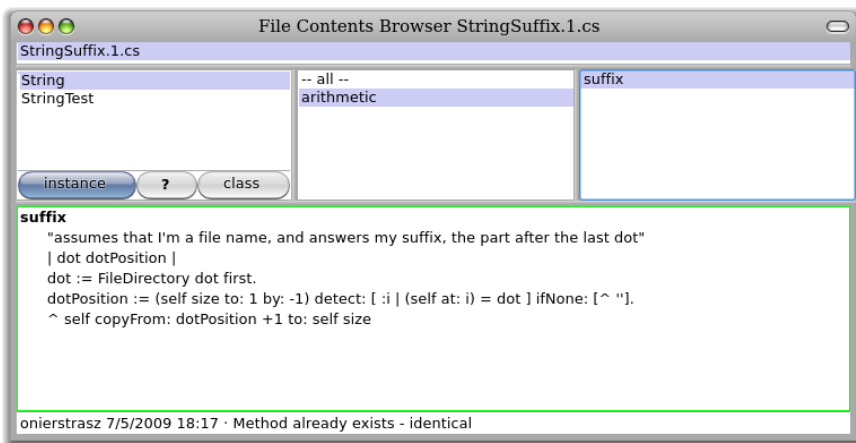 File Contents Browser StringSuffix.1.cs
StringSuffix.1.cs
String
StringTest
instance
?
class
-- all --
arithmetic
suffix
suffix
"assumes that I'm a file name, and answers my suffix, the part after the last dot"
| dot dotPosition |
dot := FileDirectory dot first.
dotPosition := (self size to: 1 by: -1) detect: [ :i | (self at: i) = dot ] ifNone: [^ ''].
^ self copyFrom: dotPosition +1 to: self size
onierstrasz 7/5/2009 18:17 · Method already exists - identical